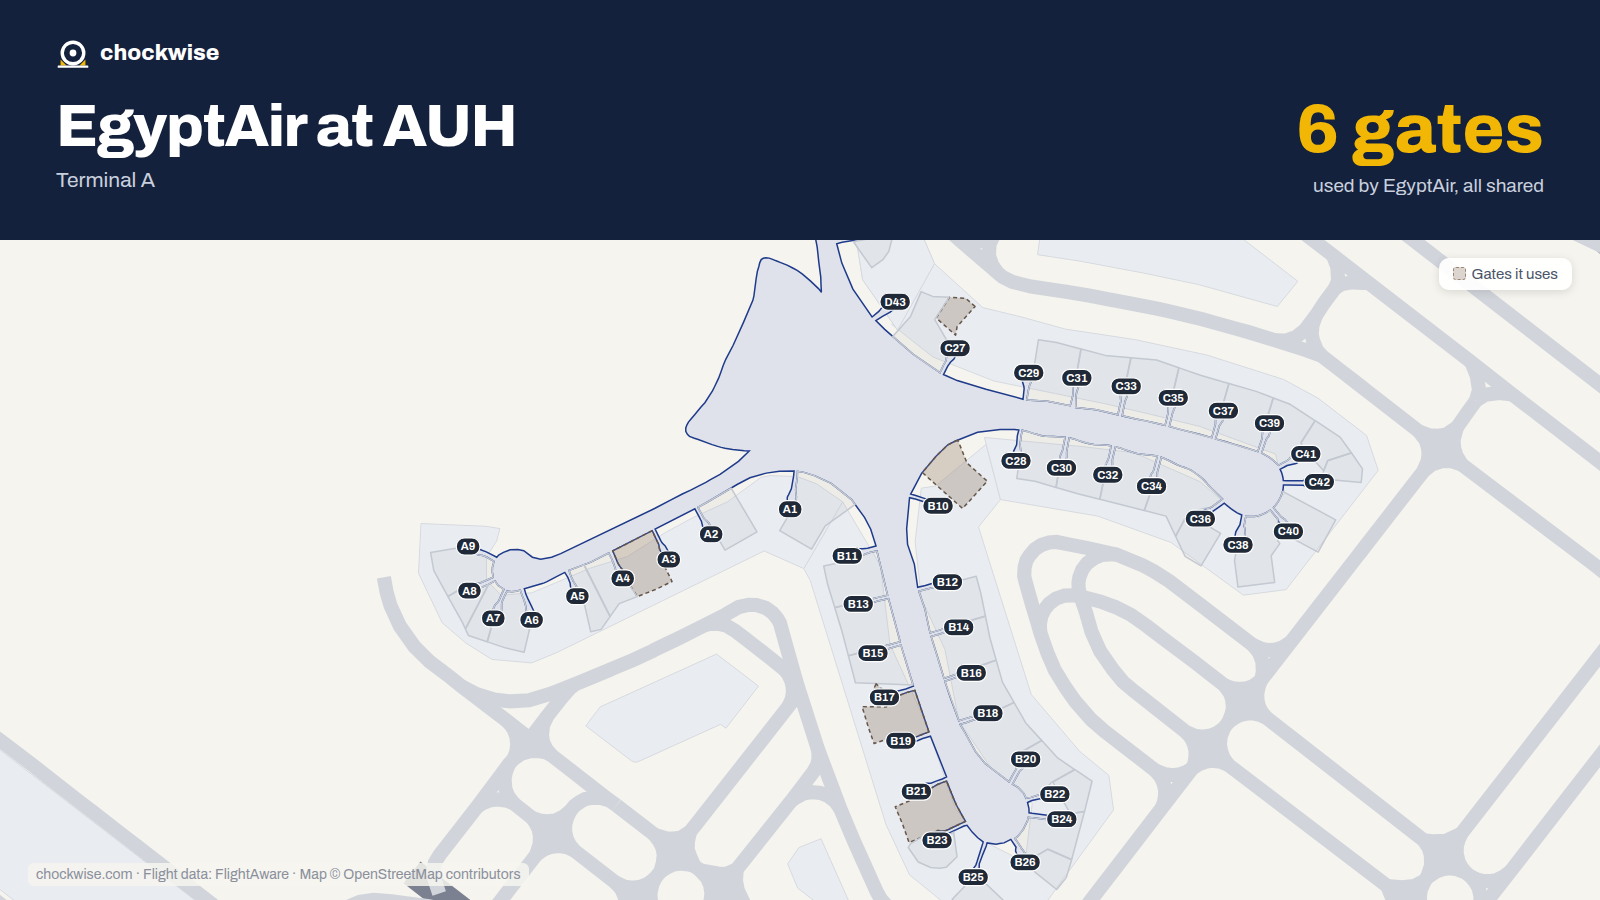 chockwise
EgyptAir at AUH
Terminal A
6 gates
used by EgyptAir, all shared
Gates it uses
D43
C27
C29
C31
C33
C35
C37
C39
C41
C42
C28
C30
C32
C34
C36
C38
C40
A1
A2
A3
A4
A5
A6
A7
A8
A9
B10
B11
B12
B13
B14
B15
B16
B17
B18
B19
B20
B21
B22
B23
B24
B25
B26
chockwise.com · Flight data: FlightAware · Map © OpenStreetMap contributors